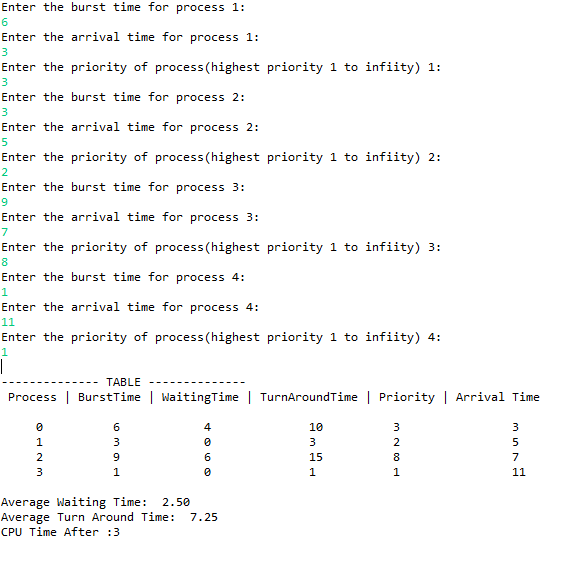 Enter the burst time for process 1:
6
Enter the arrival time for process 1:
3
Enter the priority of process(highest priority 1 to infiity) 1:
3
Enter the burst time for process 2:
3
Enter the arrival time for process 2:
5
Enter the priority of process(highest priority 1 to infiity) 2:
2
Enter the burst time for process 3:
9
Enter the arrival time for process 3:
7
Enter the priority of process(highest priority 1 to infiity) 3:
8
Enter the burst time for process 4:
1
Enter the arrival time for process 4:
11
Enter the priority of process(highest priority 1 to infiity) 4:
1
-------------- TABLE --------------
Process | BurstTime | WaitingTime | TurnAroundTime | Priority | Arrival Time
0 6 4 10 3 3
1 3 0 3 2 5
2 9 6 15 8 7
3 1 0 1 1 11
Average Waiting Time: 2.50
Average Turn Around Time: 7.25
CPU Time After :3